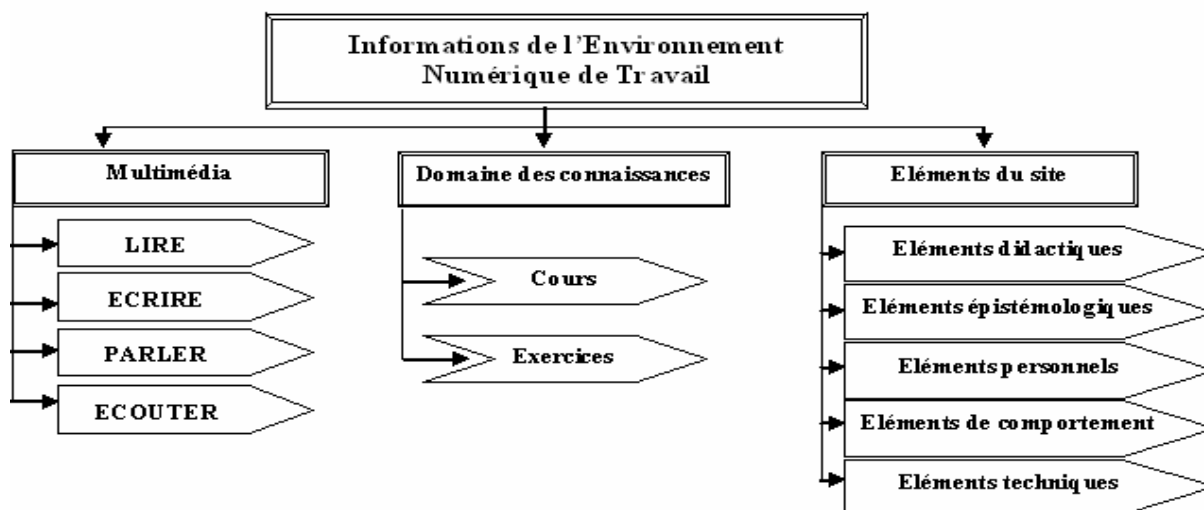 Informations de l'Environnement
Numérique de Travail
Multimédia
LIRE
ECRIRE
PARLER
ECOUTER
Domaine des connaissances
Cours
Exercices
Eléments du site
Eléments didactiques
Eléments épistémologiques
Eléments personnels
Eléments de comportement
Eléments techniques